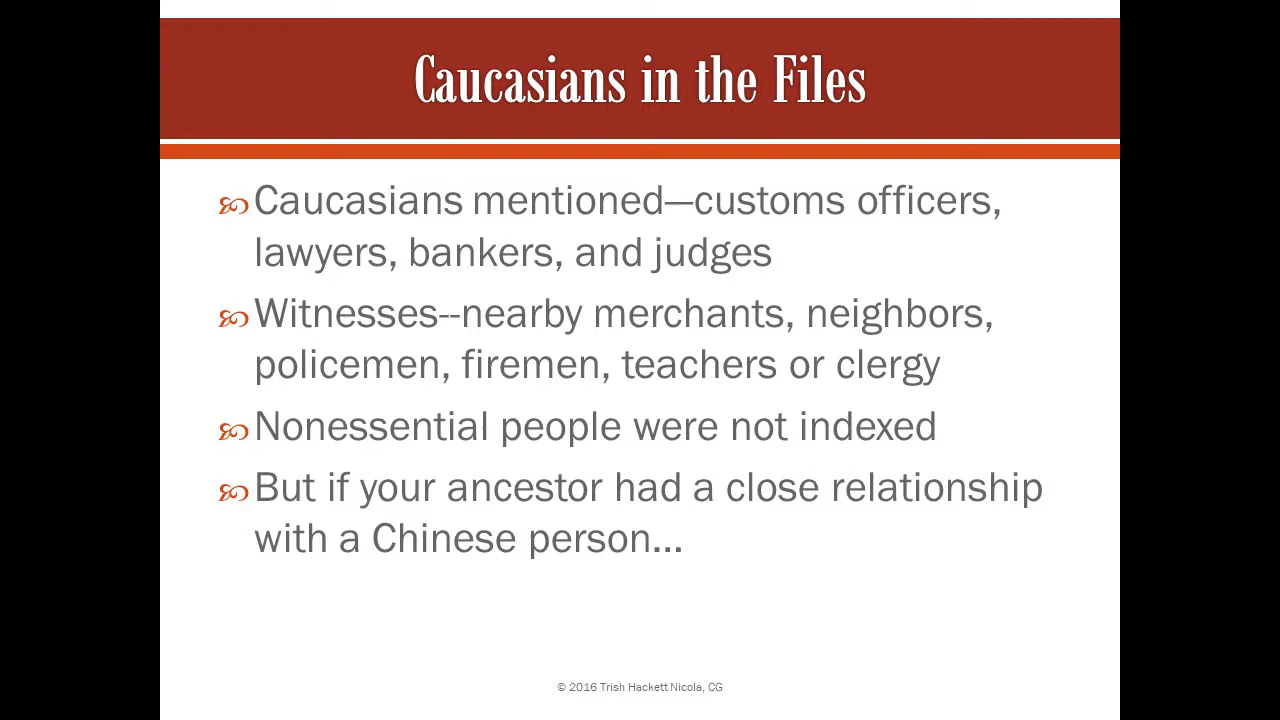 Caucasians in the Files
Caucasians mentioned—customs officers,
lawyers, bankers, and judges
Witnesses--nearby merchants, neighbors,
policemen, firemen, teachers or clergy
Nonessential people were not indexed
But if your ancestor had a close relationship
with a Chinese person…
© 2016 Trish Hackett Nicola, CG